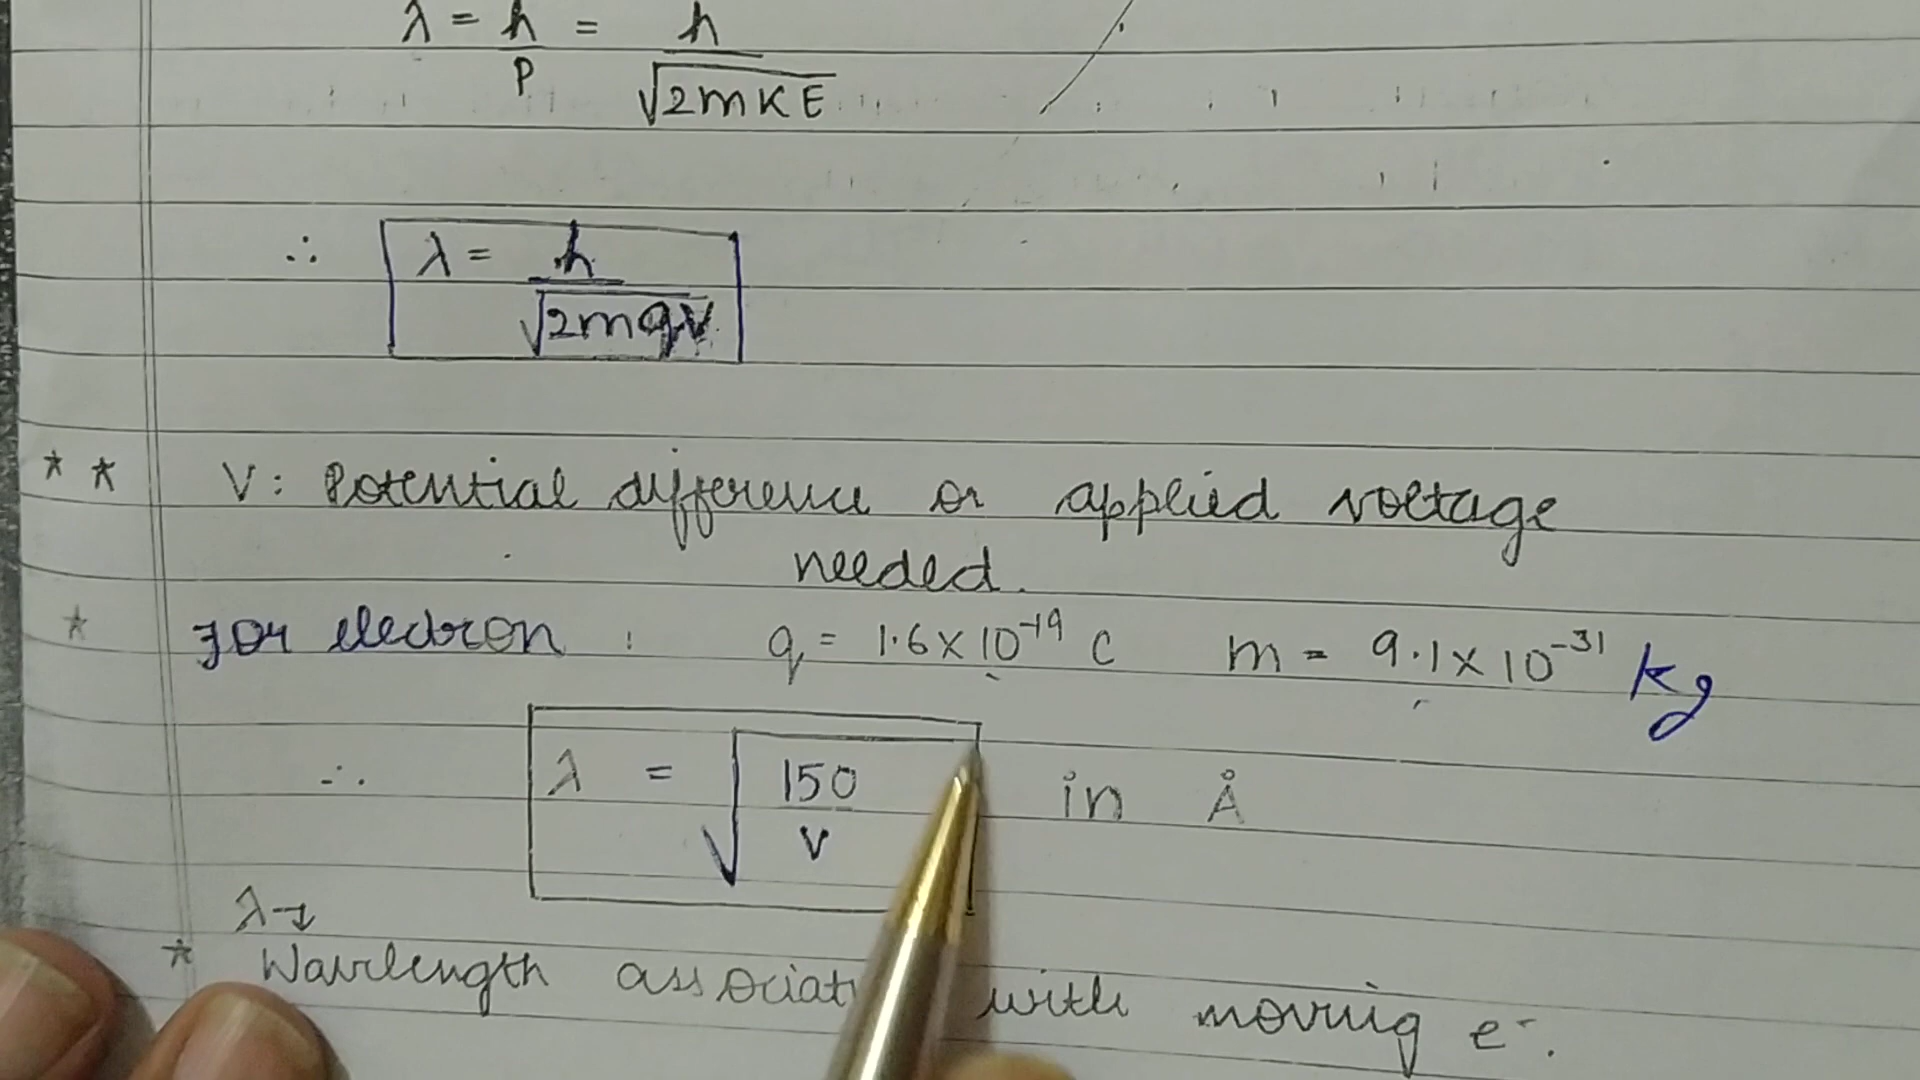 λ = h/P = h/√2mKE
∴ λ = h/√2mqV
** V: Potential difference or applied voltage
needed.
* For electron : q = 1.6×10⁻¹⁹ C m = 9.1×10⁻³¹ kg
∴ λ = √150/V in Å
λ→
* Wavelength associat with moving e⁻.